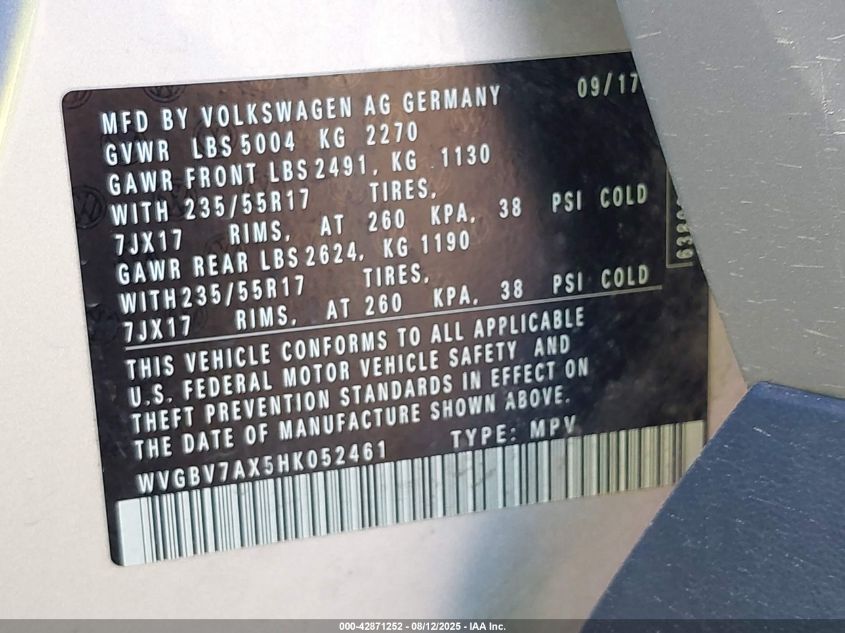 MFD BY VOLKSWAGEN AG GERMANY 09/17
GVWR LBS 5004 KG 2270
GAWR FRONT LBS 2491, KG 1130
WITH 235/55R17 TIRES,
7JX17 RIMS, AT 260 KPA, 38 PSI COLD
GAWR REAR LBS 2624, KG 1190
WITH 235/55R17 TIRES,
7JX17 RIMS, AT 260 KPA, 38 PSI COLD
THIS VEHICLE CONFORMS TO ALL APPLICABLE
U.S. FEDERAL MOTOR VEHICLE SAFETY AND
THEFT PREVENTION STANDARDS IN EFFECT ON
THE DATE OF MANUFACTURE SHOWN ABOVE.
WVGBV7AX5HK052461 TYPE: MPV
000-42871252 - 08/12/2025 - IAA Inc.